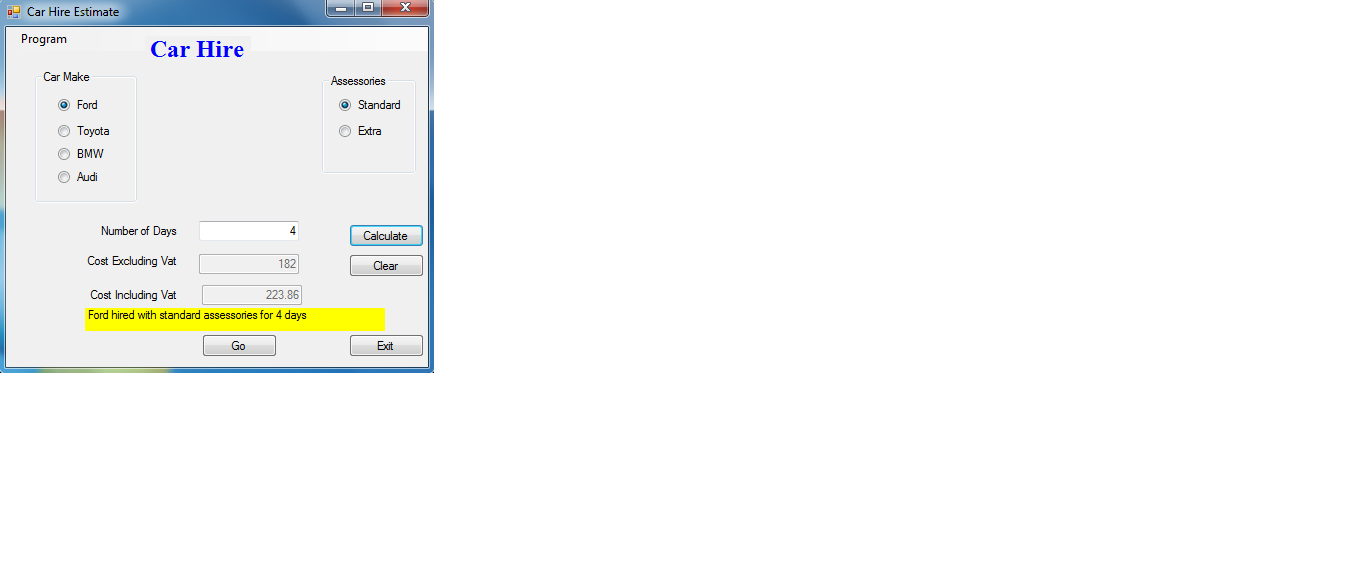 Car Hire Estimate
Program
Car Hire
Car Make
Ford
Toyota
BMW
Audi
Assessories
Standard
Extra
Number of Days 4
Calculate
Cost Excluding Vat 182
Clear
Cost Including Vat 223.86
Ford hired with standard assessories for 4 days
Go
Exit